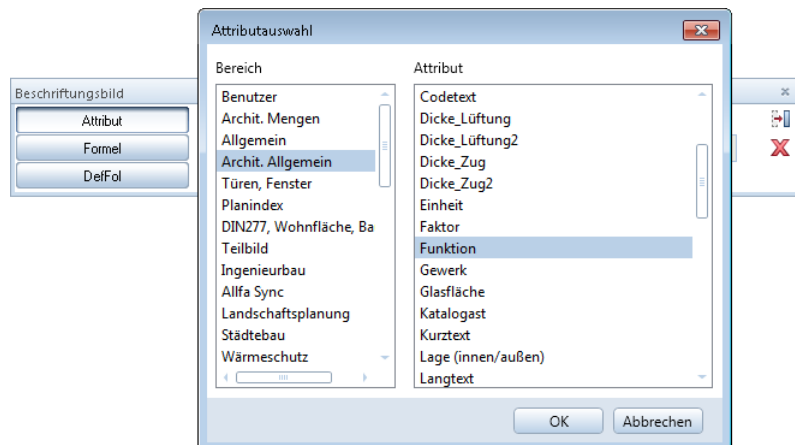 Attributauswahl
Beschriftungsbild
Attribut
Formel
DefFol
Bereich
Benutzer
Archit. Mengen
Allgemein
Archit. Allgemein
Türen, Fenster
Planindex
DIN277, Wohnfläche, Ba
Teilbild
Ingenieurbau
Allfa Sync
Landschaftsplanung
Städtebau
Wärmeschutz
Attribut
Codetext
Dicke_Lüftung
Dicke_Lüftung2
Dicke_Zug
Dicke_Zug2
Einheit
Faktor
Funktion
Gewerk
Glasfläche
Katalogast
Kurztext
Lage (innen/außen)
Langtext
OK
Abbrechen